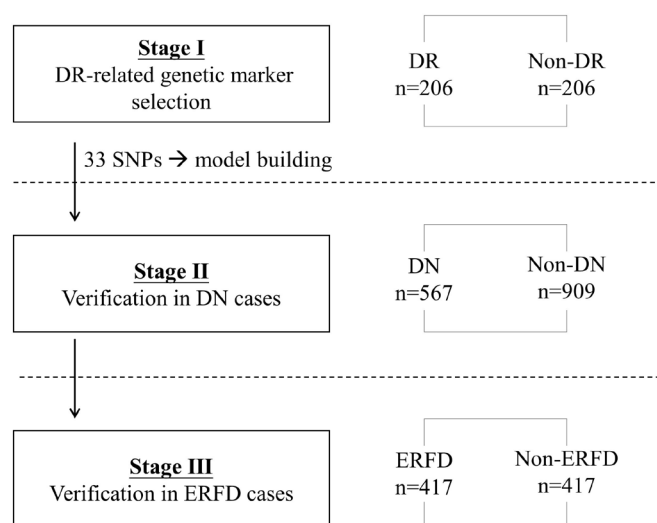 Stage I
DR-related genetic marker
selection
DR
n=206
Non-DR
n=206
33 SNPs → model building
Stage II
Verification in DN cases
DN
n=567
Non-DN
n=909
Stage III
Verification in ERFD cases
ERFD
n=417
Non-ERFD
n=417